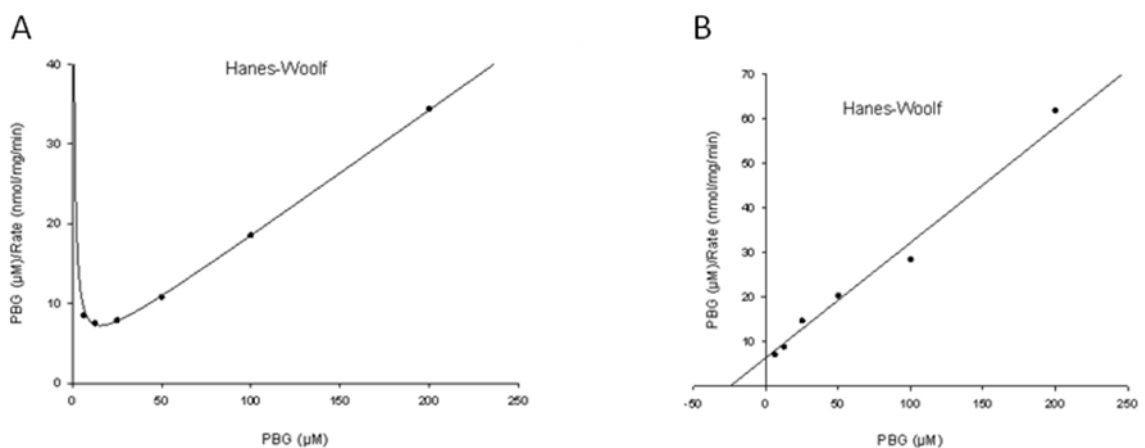 A
Hanes-Woolf
PBG (µM)/Rate (nmol/mg/min)
40
30
20
10
0
0 50 100 150 200 250
PBG (µM)
B
Hanes-Woolf
PBG (µM)/Rate (nmol/mg/min)
70
60
50
40
30
20
10
-50 0 50 100 150 200 250
PBG (µM)